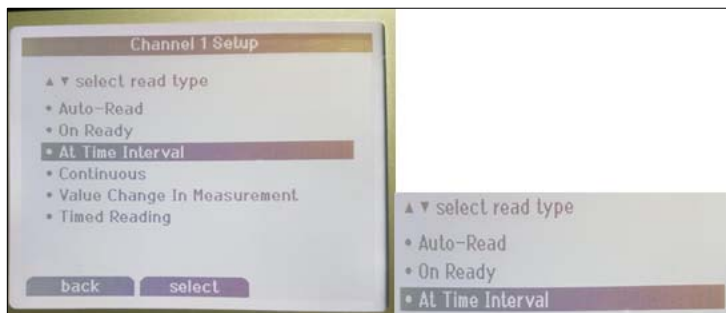 Channel 1 Setup
▲ ▼ select read type
• Auto-Read
• On Ready
• At Time Interval
• Continuous
• Value Change In Measurement
• Timed Reading
back select
▲ ▼ select read type
• Auto-Read
• On Ready
• At Time Interval